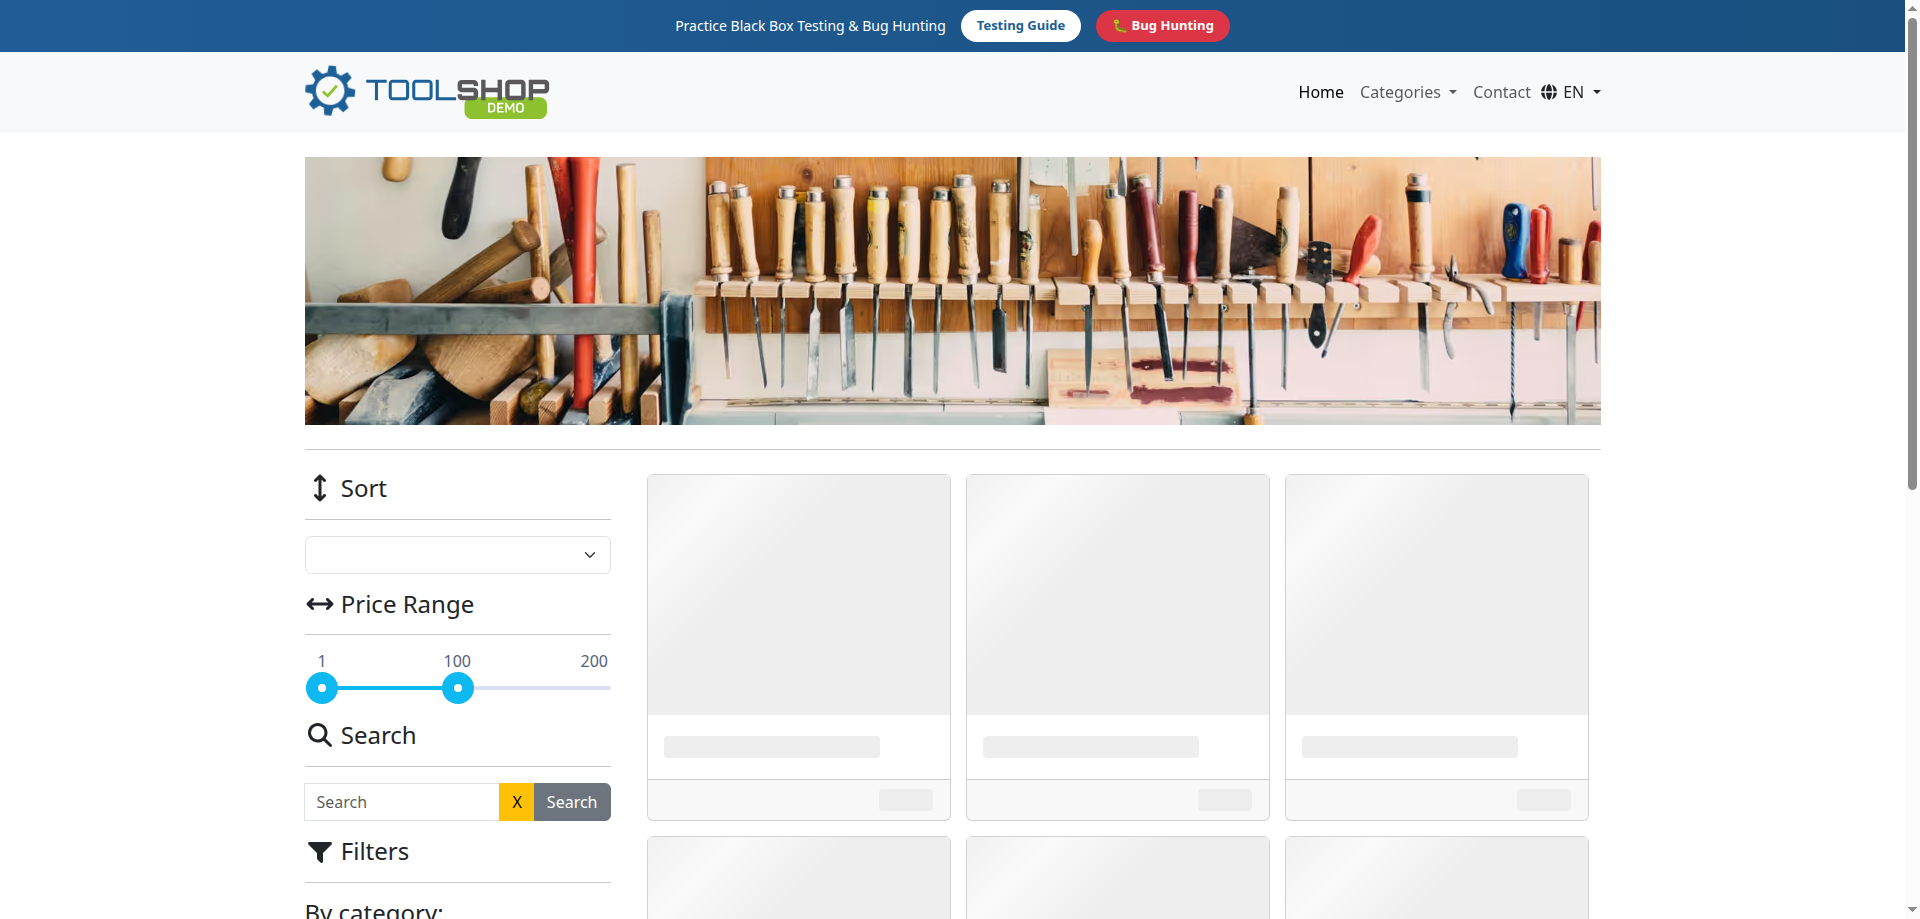 Practice Black Box Testing & Bug Hunting
Testing Guide
🐛 Bug Hunting
TOOLSHOP
DEMO
Home
Categories
Contact
EN
Sort
Price Range
1
100
200
Search
Search
X
Search
Filters
By category: